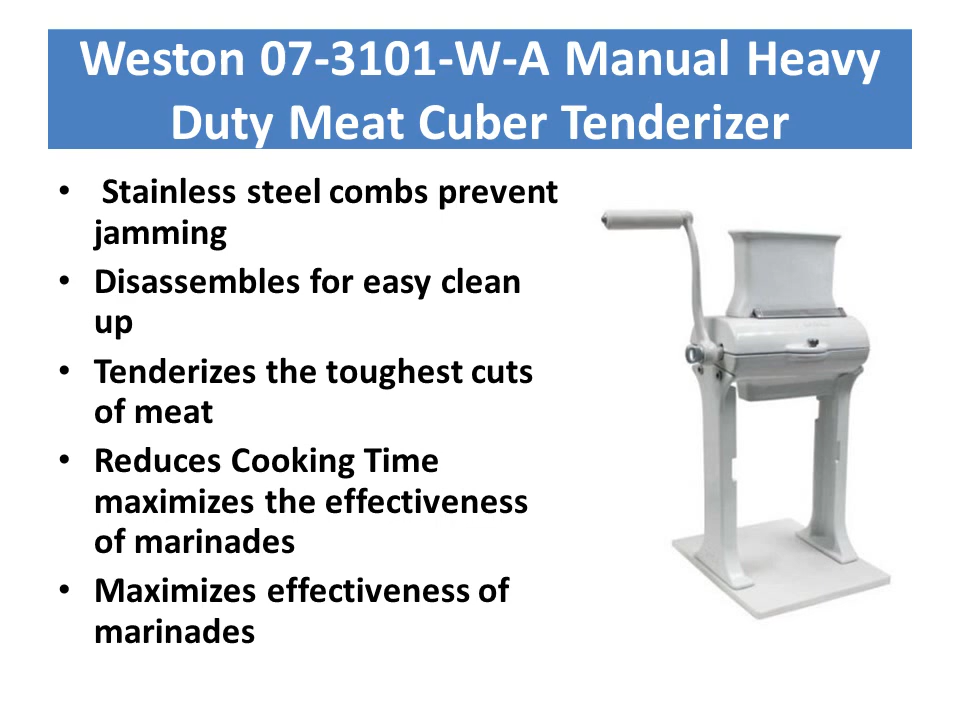 Weston 07-3101-W-A Manual Heavy
Duty Meat Cuber Tenderizer
• Stainless steel combs prevent
jamming
• Disassembles for easy clean
up
• Tenderizes the toughest cuts
of meat
• Reduces Cooking Time
maximizes the effectiveness
of marinades
• Maximizes effectiveness of
marinades